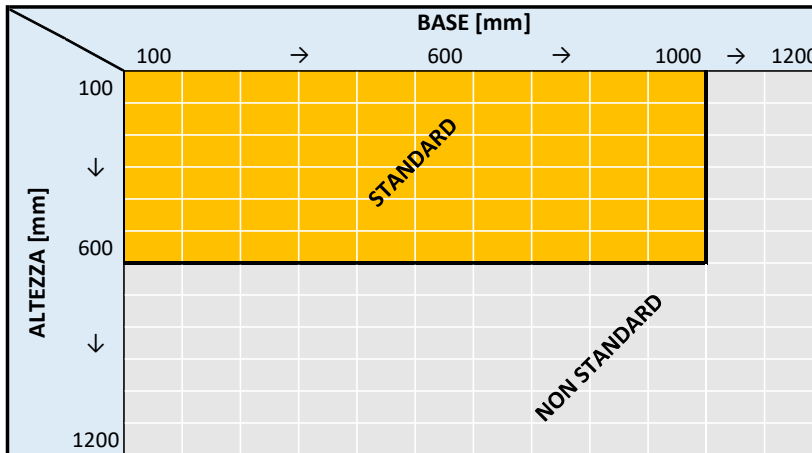 BASE [mm]
100 → 600 → 1000 → 1200
100
↓
600
↓
1200
ALTEZZA [mm]
STANDARD
NON STANDARD